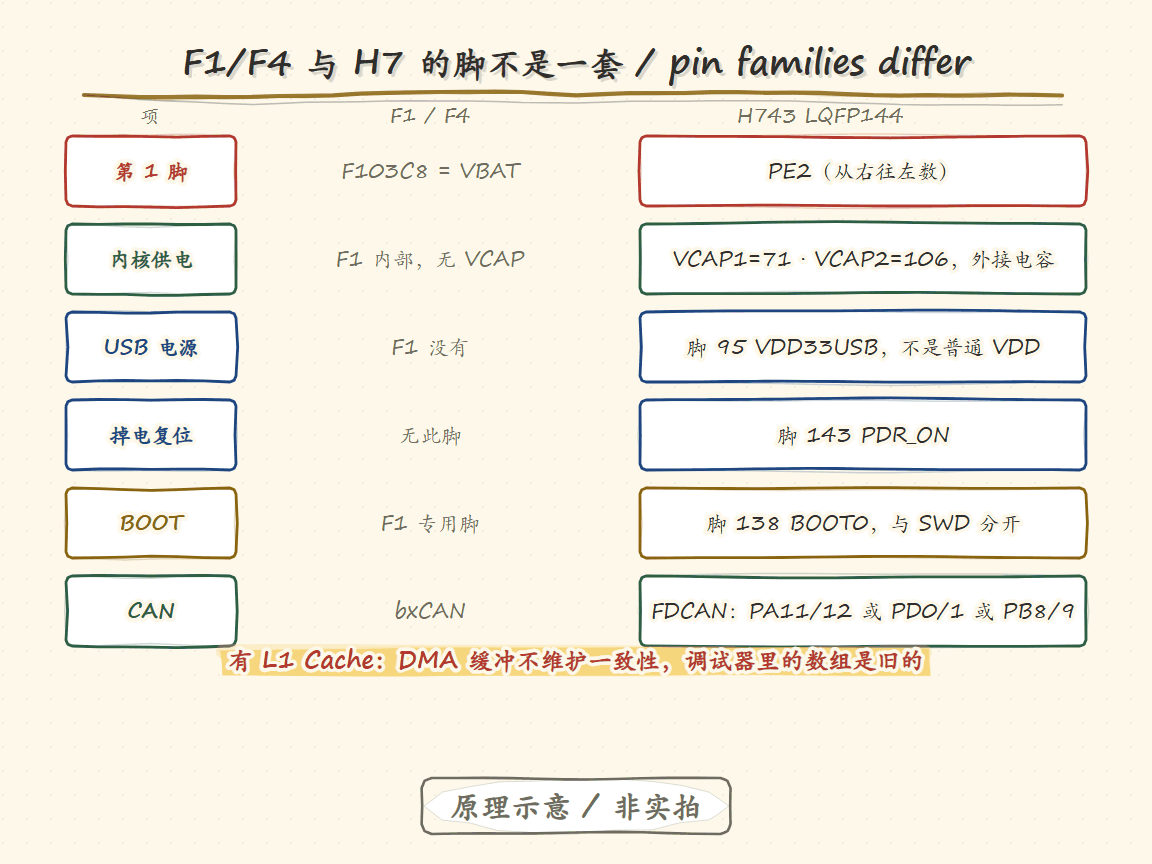 F1/F4 与 H7 的脚不是一套 / pin families differ
项 F1 / F4 H743 LQFP144
第 1 脚 F103C8 = VBAT PE2（从右往左数）
内核供电 F1 内部，无 VCAP VCAP1=71 · VCAP2=106，外接电容
USB 电源 F1 没有 脚 95 VDD33USB，不是普通 VDD
掉电复位 无此脚 脚 143 PDR_ON
BOOT F1 专用脚 脚 138 BOOT0，与 SWD 分开
CAN bxCAN FDCAN：PA11/12 或 PD0/1 或 PB8/9
有 L1 Cache：DMA 缓冲不维护一致性，调试器里的数组是旧的
原理示意 / 非实拍